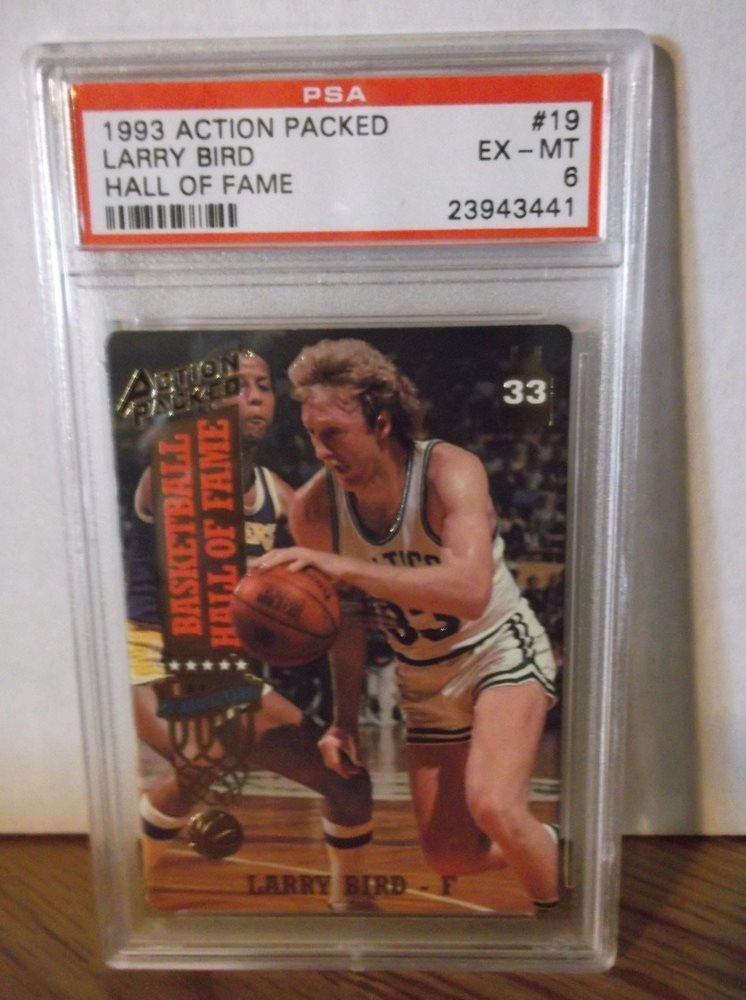 PSA
1993 ACTION PACKED #19
LARRY BIRD EX-MT
HALL OF FAME 6
23943441
ACTION
PACKED
33
BASKETBALL
HALL OF FAME
33
LARRY BIRD - F